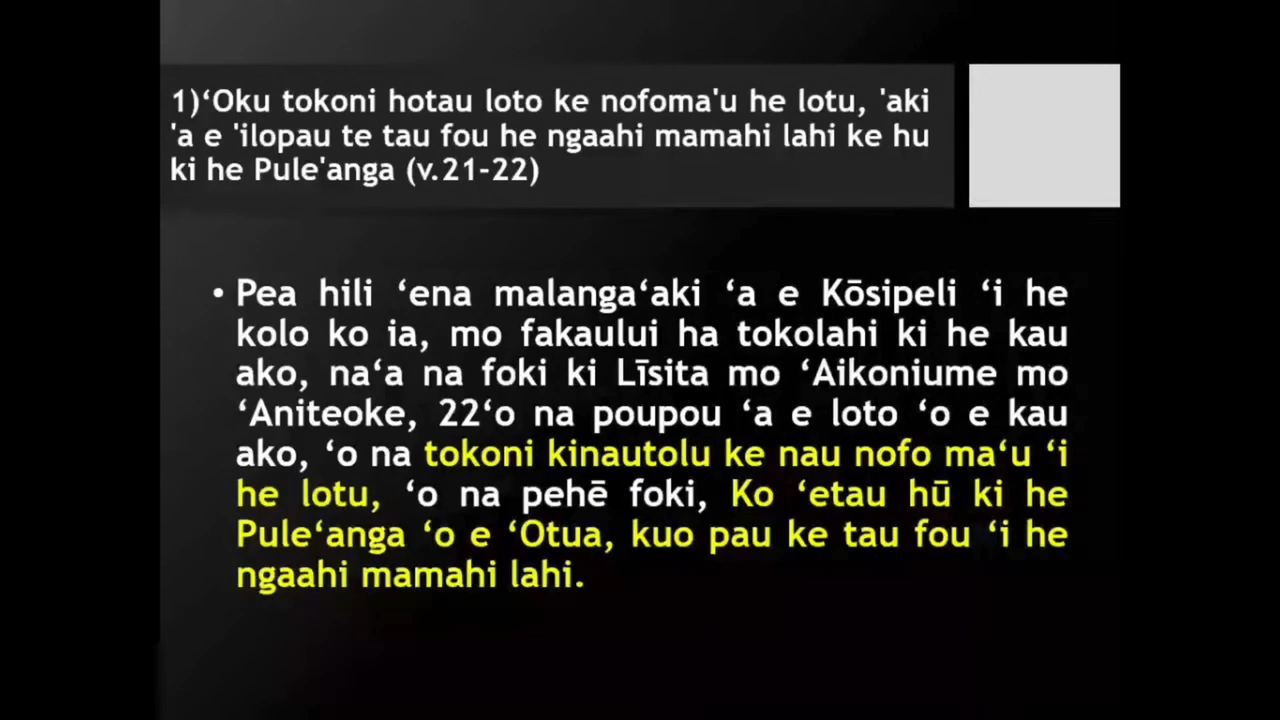 1)‘Oku tokoni hotau loto ke nofoma'u he lotu, 'aki
'a e 'ilopau te tau fou he ngaahi mamahi lahi ke hu
ki he Pule'anga (v.21-22)
• Pea hili ‘ena malanga‘aki ‘a e Kōsipeli ‘i he
kolo ko ia, mo fakaului ha tokolahi ki he kau
ako, na‘a na foki ki Līsita mo ‘Aikoniume mo
‘Aniteoke, 22‘o na poupou ‘a e loto ‘o e kau
ako, ‘o na tokoni kinautolu ke nau nofo ma‘u ‘i
he lotu, ‘o na pehē foki, Ko ‘etau hū ki he
Pule‘anga ‘o e ‘Otua, kuo pau ke tau fou ‘i he
ngaahi mamahi lahi.